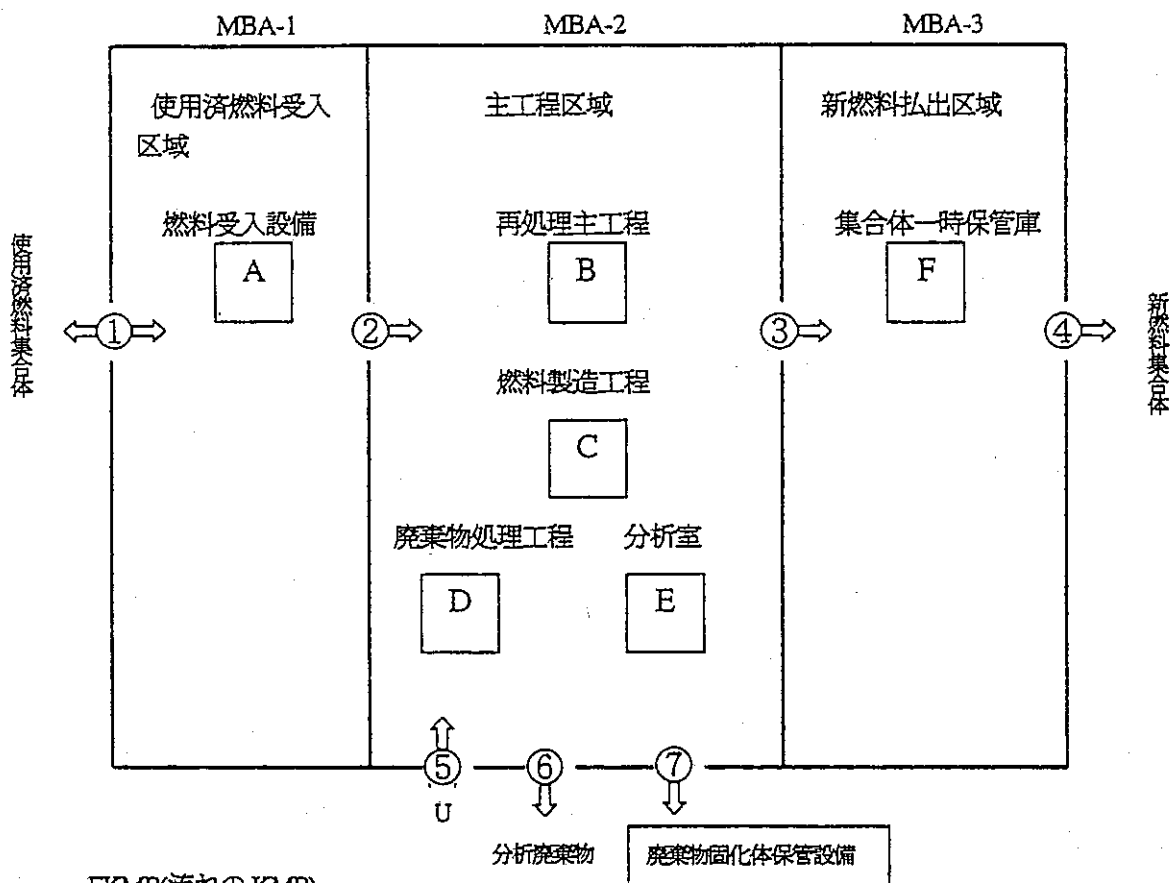 MBA-1
MBA-2
MBA-3
使用済燃料受入
区域
主工程区域
新燃料払出区域
燃料受入設備
再処理主工程
集合体一時保管庫
A
B
F
使用済燃料集合体
①
②
③
④
新燃料集合体
燃料製造工程
C
廃棄物処理工程
分析室
D
E
⑤
⑥
⑦
U
分析廃棄物
廃棄物固化体保管設備